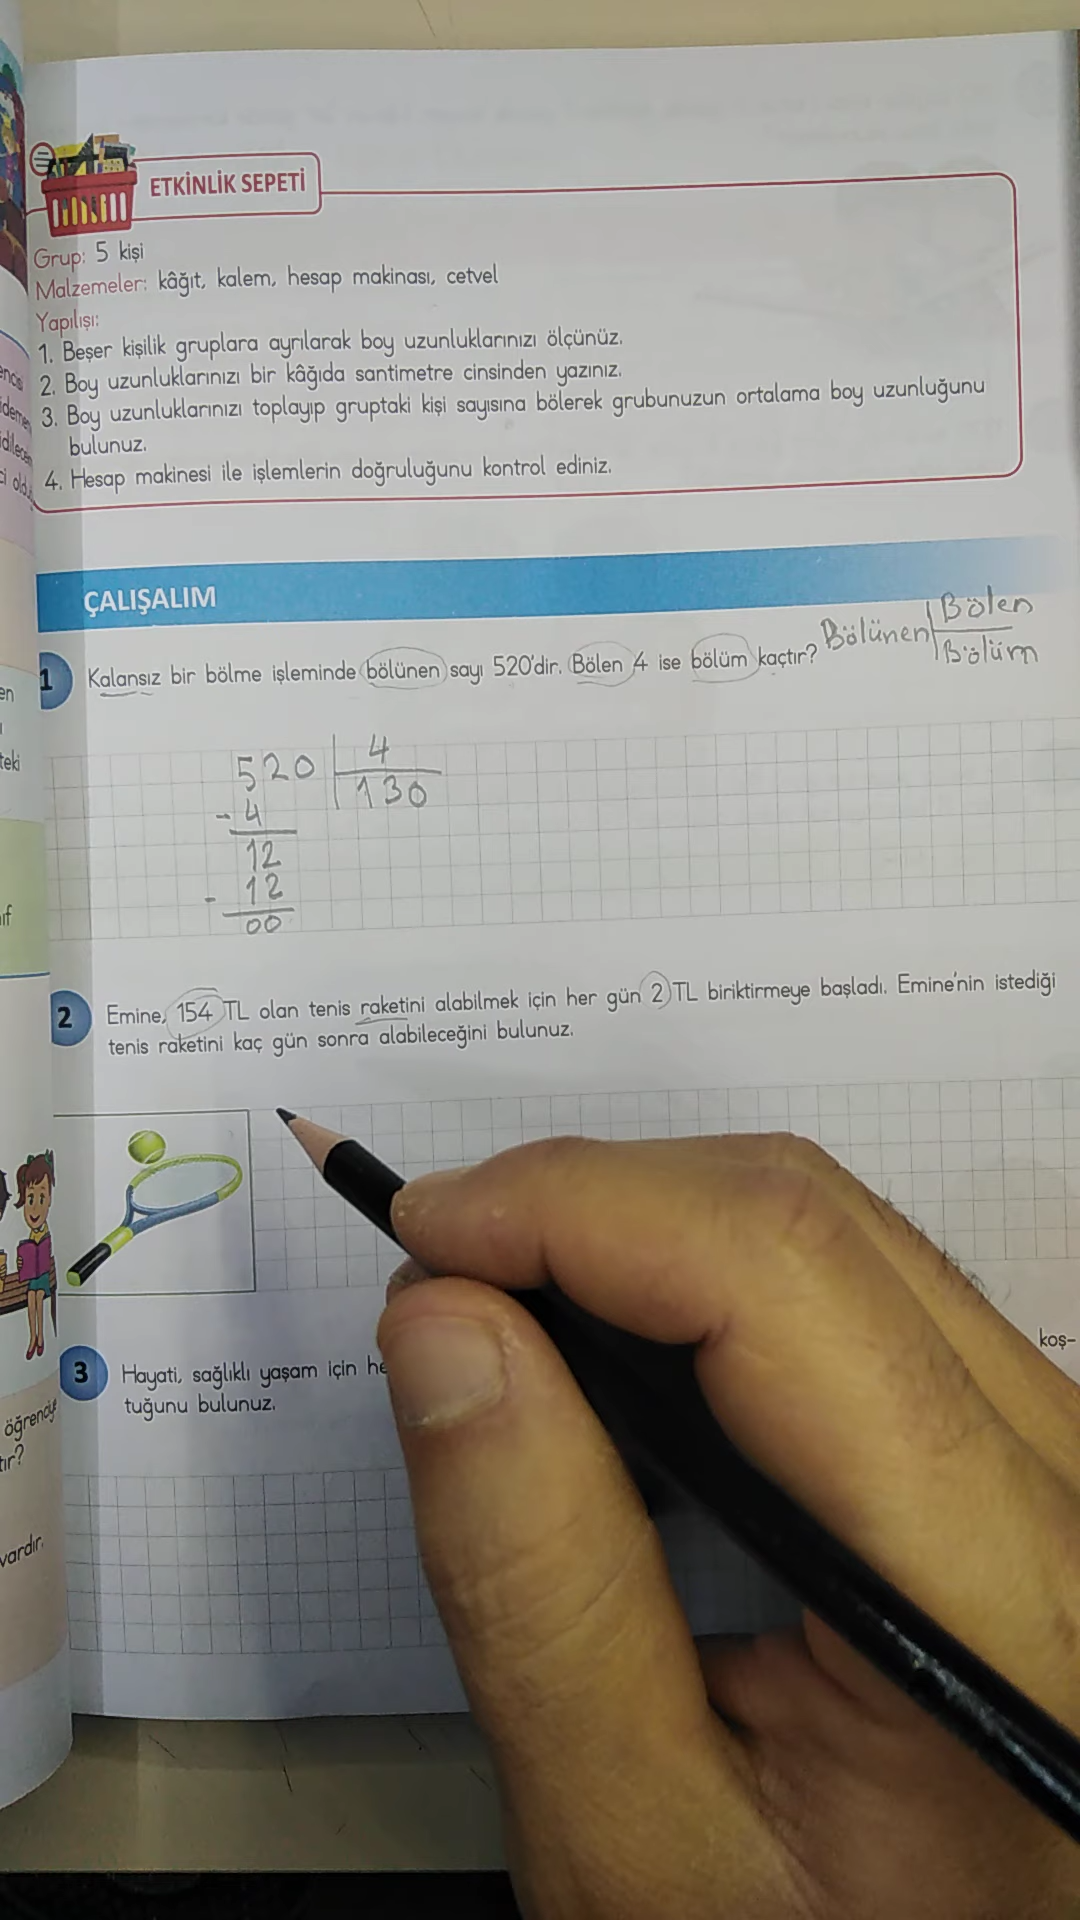 ETKİNLİK SEPETİ
Grup: 5 kişi
Malzemeler: kâğıt, kalem, hesap makinası, cetvel
Yapılışı:
1. Beşer kişilik gruplara ayrılarak boy uzunluklarınızı ölçünüz.
2. Boy uzunluklarınızı bir kâğıda santimetre cinsinden yazınız.
3. Boy uzunluklarınızı toplayıp gruptaki kişi sayısına bölerek grubunuzun ortalama boy uzunluğunu
bulunuz.
4. Hesap makinesi ile işlemlerin doğruluğunu kontrol ediniz.
ÇALIŞALIM
1 Kalansız bir bölme işleminde bölünen sayı 520'dir. Bölen 4 ise bölüm kaçtır?
Bölünen Bölen
Bölüm
520 4
130
- 4
12
- 12
00
2 Emine, 154 TL olan tenis raketini alabilmek için her gün 2 TL biriktirmeye başladı. Emine'nin istediği
tenis raketini kaç gün sonra alabileceğini bulunuz.
3 Hayati, sağlıklı yaşam için koş-
tuğunu bulunuz.
en
teki
ıf
tır?
vardır.